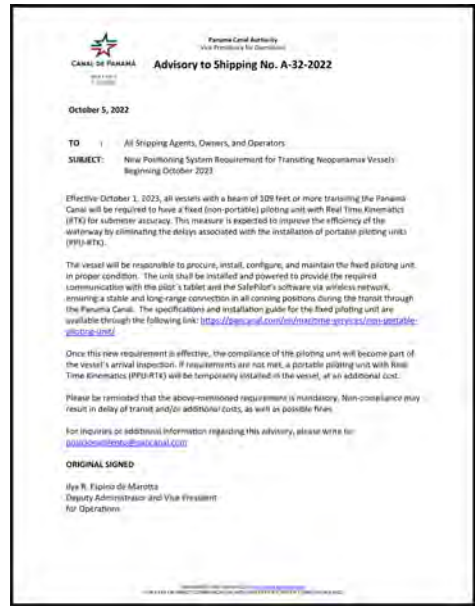 Panama Canal Authority
Vice Presidency for Operations
CANAL DE PANAMÁ
Advisory to Shipping No. A-32-2022
October 5, 2022
TO : All Shipping Agents, Owners, and Operators
SUBJECT: New Positioning System Requirement for Transiting Neopanamax Vessels
Beginning October 2023
Effective October 1, 2023, all vessels with a beam of 109 feet or more transiting the Panama
Canal will be required to have a fixed (non-portable) piloting unit with Real Time Kinematics
(RTK) for submeter accuracy. This measure is expected to improve the efficiency of the
waterway by eliminating the delays associated with the installation of portable piloting units
(PPU-RTK).
The vessel will be responsible to procure, install, configure, and maintain the fixed piloting unit
in proper condition. The unit shall be installed and powered to provide the required
communication with the pilot's tablet and the SafePilot's software via wireless network,
ensuring a stable and long-range connection in all conning positions during the transit through
the Panama Canal. The specifications and installation guide for the fixed piloting unit are
available through the following link: https://pancanal.com/en/maritime-services/non-portable-
piloting-unit/
Once this new requirement is effective, the compliance of the piloting unit will become part of
the vessel's arrival inspection. If requirements are not met, a portable piloting unit with Real
Time Kinematics (PPU-RTK) will be temporarily installed in the vessel, at an additional cost.
Please be reminded that the above-mentioned requirement is mandatory. Non-compliance may
result in delay of transit and/or additional costs, as well as possible fines.
For inquiries or additional information regarding this advisory, please write to:
posicionamiento@pancanal.com
ORIGINAL SIGNED
Ilya R. Espino de Marotta
Deputy Administrator and Vice President
for Operations